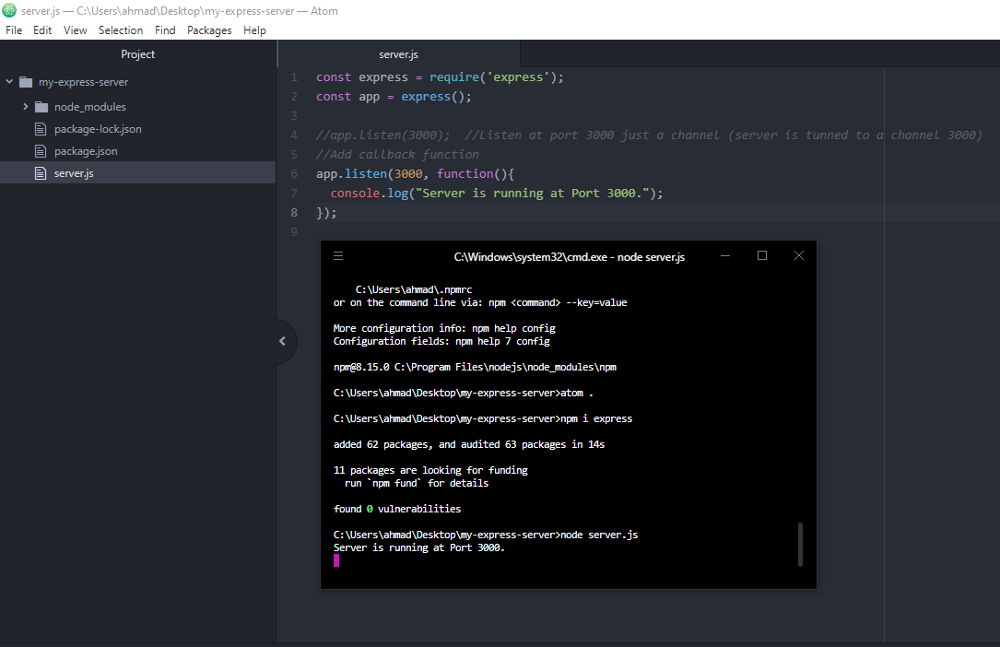 server.js — C:\Users\ahmad\Desktop\my-express-server — Atom
File Edit View Selection Find Packages Help
Project
my-express-server
node_modules
package-lock.json
package.json
server.js
server.js
1 const express = require('express');
2 const app = express();
3
4 //app.listen(3000);  //Listen at port 3000 just a channel (server is tunned to a channel 3000)
5 //Add callback function
6 app.listen(3000, function(){
7   console.log("Server is running at Port 3000.");
8 });
9
C:\Windows\system32\cmd.exe - node server.js
C:\Users\ahmad\.npmrc
or on the command line via: npm <command> --key=value
More configuration info: npm help config
Configuration fields: npm help 7 config
npm@8.15.0 C:\Program Files\nodejs\node_modules\npm
C:\Users\ahmad\Desktop\my-express-server>atom .
C:\Users\ahmad\Desktop\my-express-server>npm i express
added 62 packages, and audited 63 packages in 14s
11 packages are looking for funding
run `npm fund` for details
found 0 vulnerabilities
C:\Users\ahmad\Desktop\my-express-server>node server.js
Server is running at Port 3000.